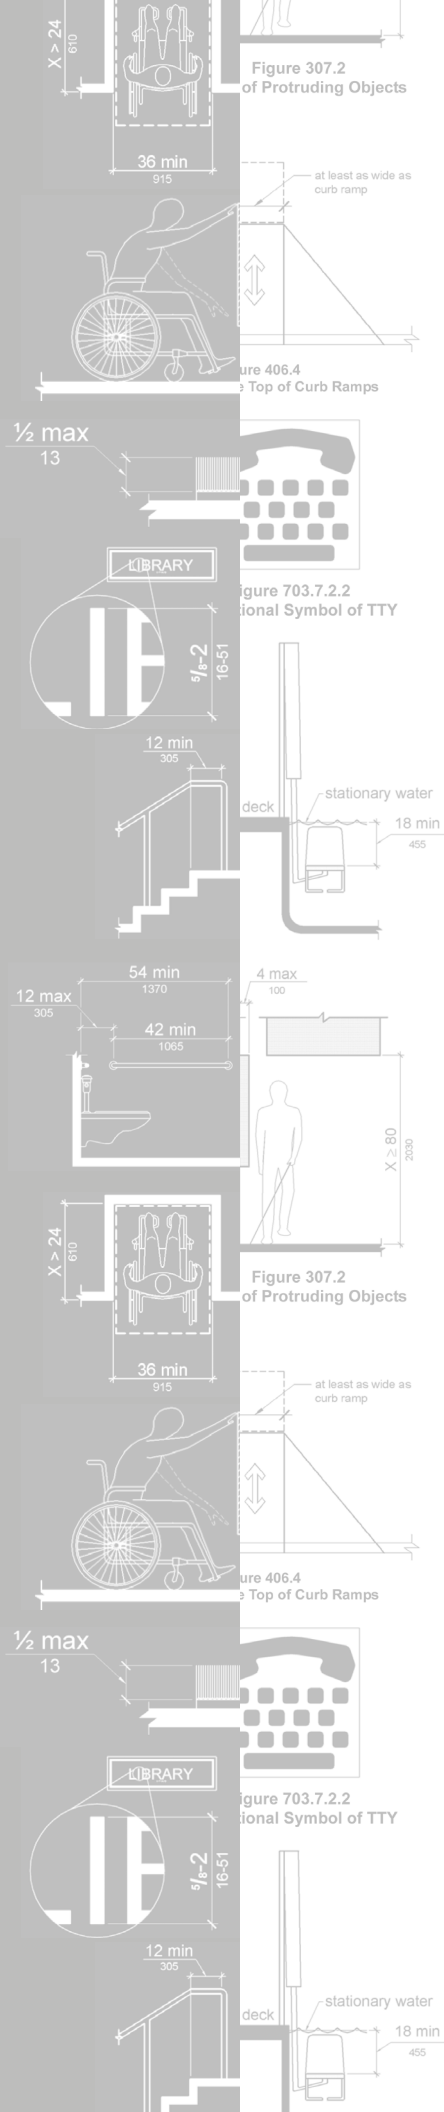 X > 24
610
Figure 307.2
of Protruding Objects
36 min
915
at least as wide as
curb ramp
ure 406.4
e Top of Curb Ramps
½ max
13
LIBRARY
igure 703.7.2.2
tional Symbol of TTY
5/8-2
16-51
12 min
305
deck
stationary water
18 min
455
54 min
1370
4 max
100
12 max
305
42 min
1065
X ≥ 80
2030
X > 24
610
Figure 307.2
of Protruding Objects
36 min
915
at least as wide as
curb ramp
ure 406.4
e Top of Curb Ramps
½ max
13
LIBRARY
igure 703.7.2.2
tional Symbol of TTY
5/8-2
16-51
12 min
305
deck
stationary water
18 min
455